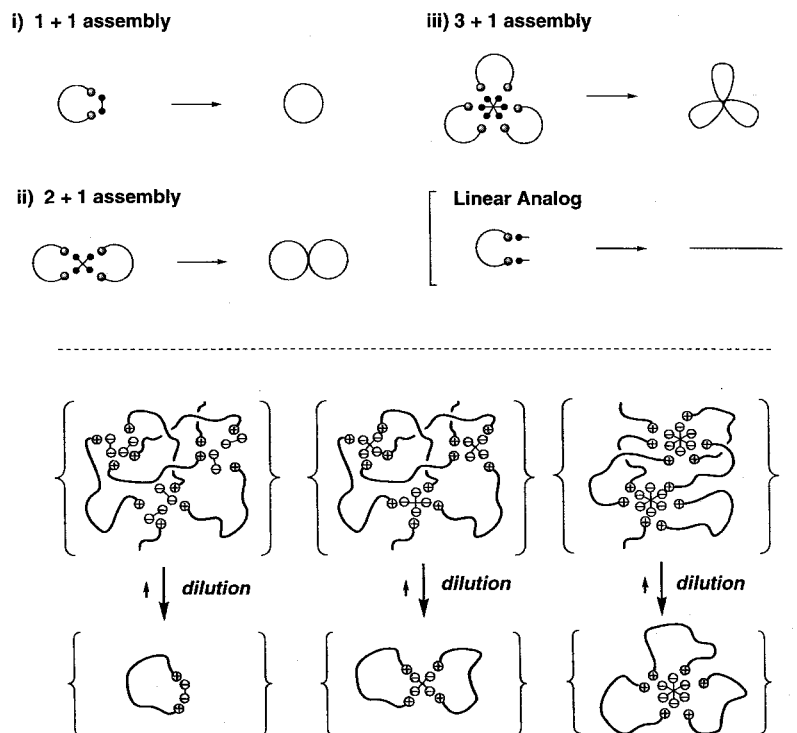 i) 1 + 1 assembly
iii) 3 + 1 assembly
ii) 2 + 1 assembly
Linear Analog
dilution
dilution
dilution